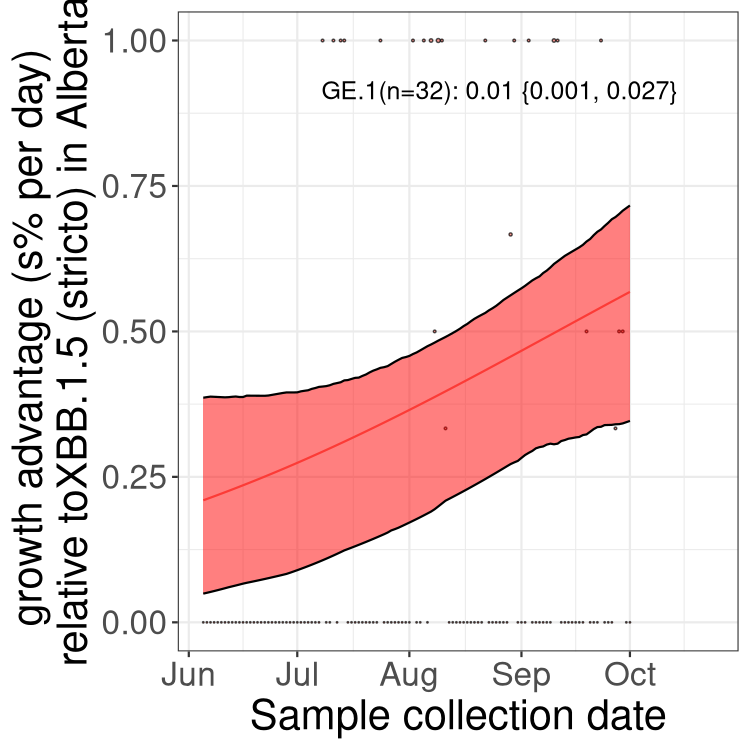 growth advantage (s% per day)
relative toXBB.1.5 (stricto) in Alberta
1.00
0.75
0.50
0.25
0.00
GE.1(n=32): 0.01 {0.001, 0.027}
Jun Jul Aug Sep Oct
Sample collection date